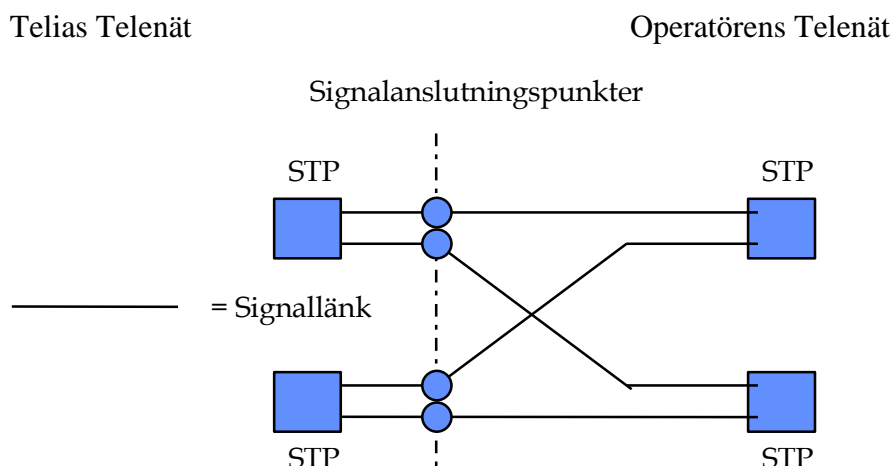 Telias Telenät
Operatörens Telenät
Signalanslutningspunkter
STP
STP
= Signallänk
STP
STP